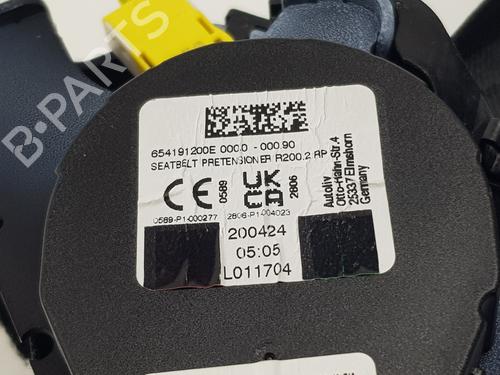 B-PARTS
654191200E 000.0 - 000.90
SEATBELT PRETENSIONER R200.2 RP
CE 0589
UK CA 2806
0589-P1-000277
2806-P1-004023
Autoliv
Otto-Hahn-Str.4
25337 Elmshorn
Germany
200424
05:05
L011704